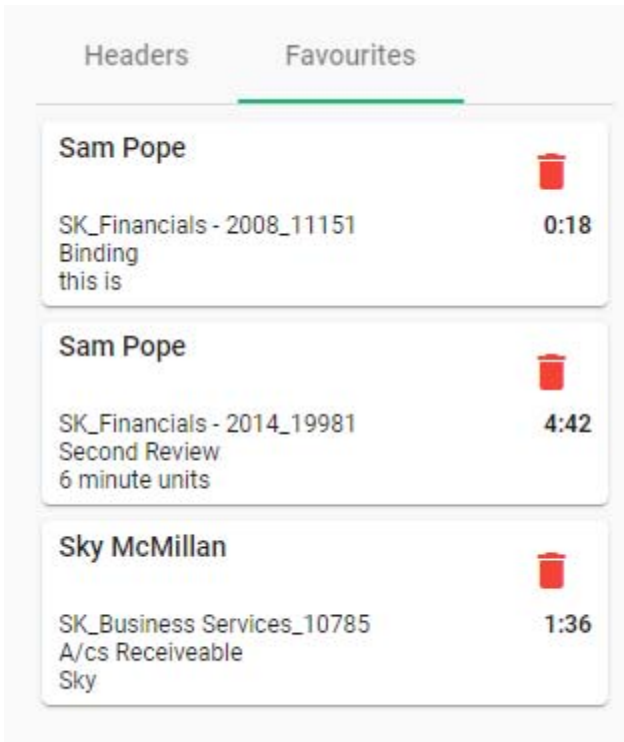 Headers Favourites
Sam Pope
SK_Financials - 2008_11151 0:18
Binding
this is
Sam Pope
SK_Financials - 2014_19981 4:42
Second Review
6 minute units
Sky McMillan
SK_Business Services_10785 1:36
A/cs Receiveable
Sky